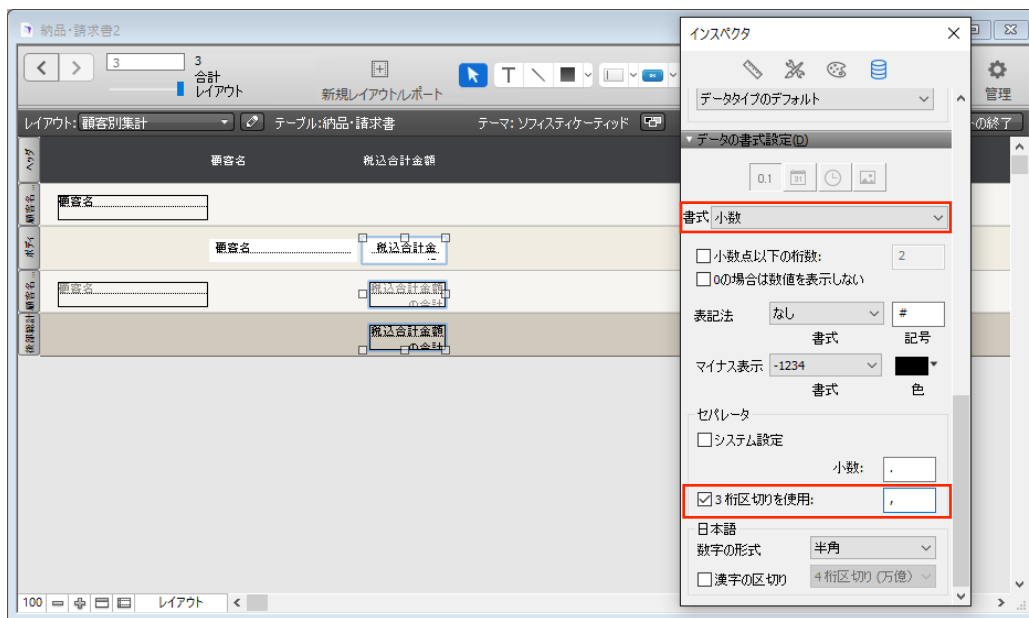 納品・請求書2
3
3
合計
レイアウト
新規レイアウト/レポート
T
管理
レイアウト: 顧客別集計
テーブル:納品・請求書
テーマ: ソフィスティケーティッド
の終了
ヘッダ
顧客名
税込合計金額
顧客名...
顧客名
ボディ
顧客名
税込合計金
顧客名...
顧客名
税込合計金額
の合計
後部総計
税込合計金額
の合計
100
レイアウト
インスペクタ
データタイプのデフォルト
データの書式設定(D)
0.1
31
書式 小数
小数点以下の桁数:
2
0の場合は数値を表示しない
表記法
なし
#
書式
記号
マイナス表示
-1234
書式
色
セパレータ
システム設定
小数:
.
3 桁区切りを使用:
,
日本語
数字の形式
半角
漢字の区切り
4 桁区切り (万億)